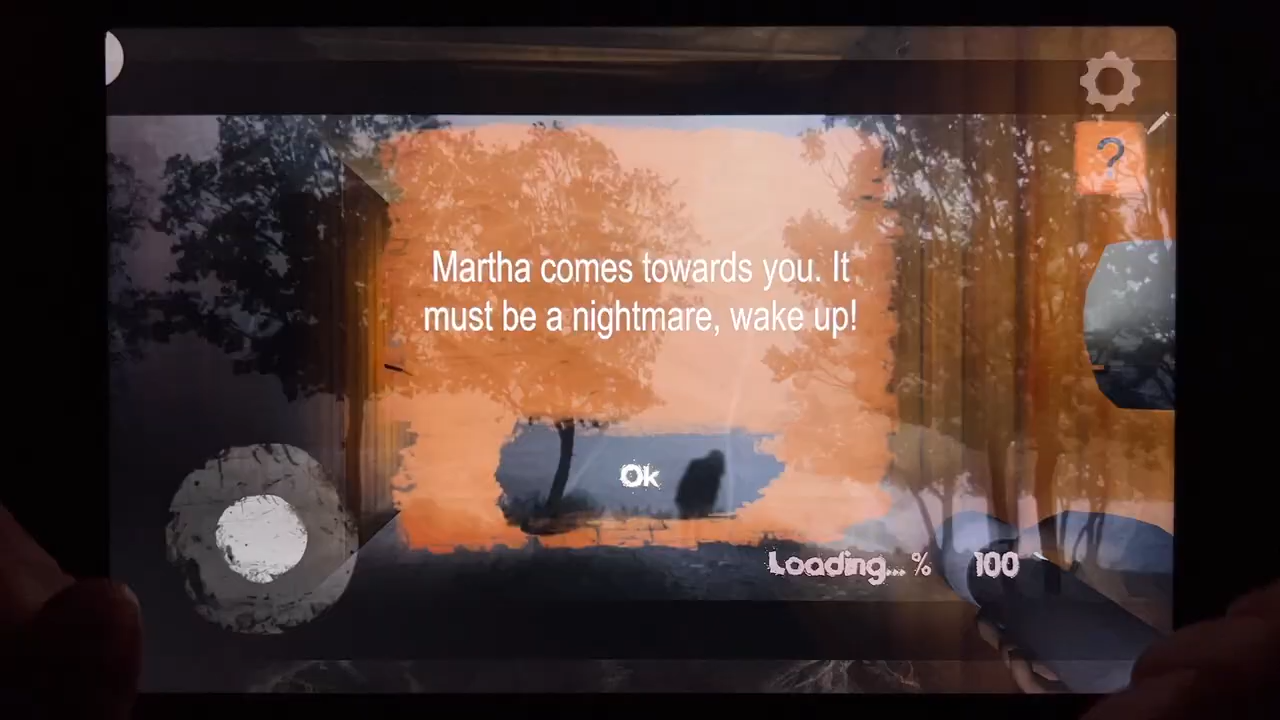 ?
Martha comes towards you. It
must be a nightmare, wake up!
Ok
Loading... % 100